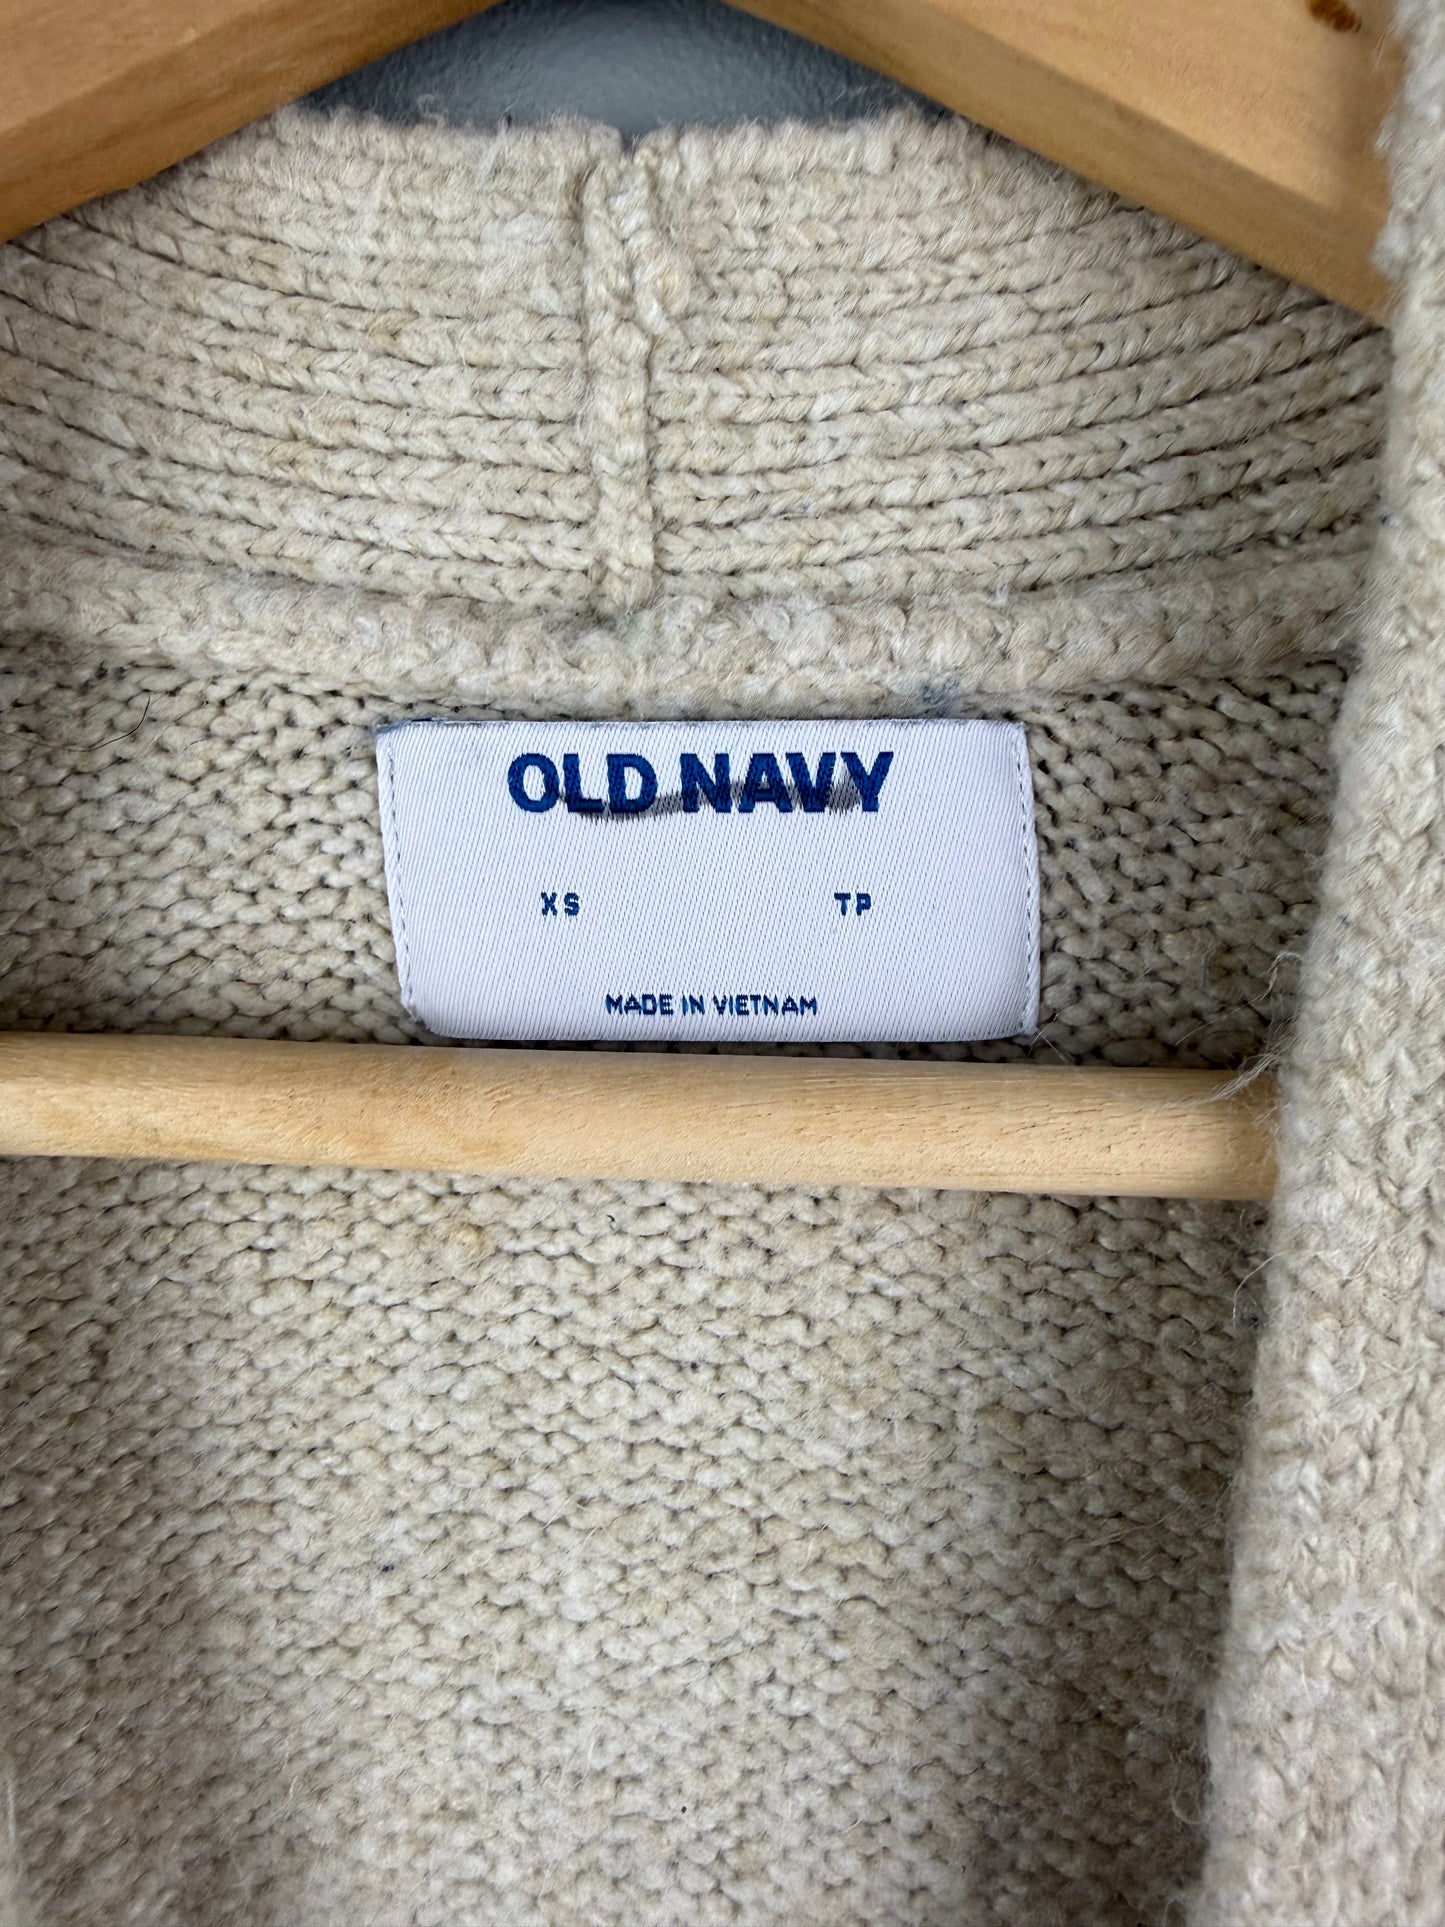 OLD NAVY
XS TP
MADE IN VIETNAM